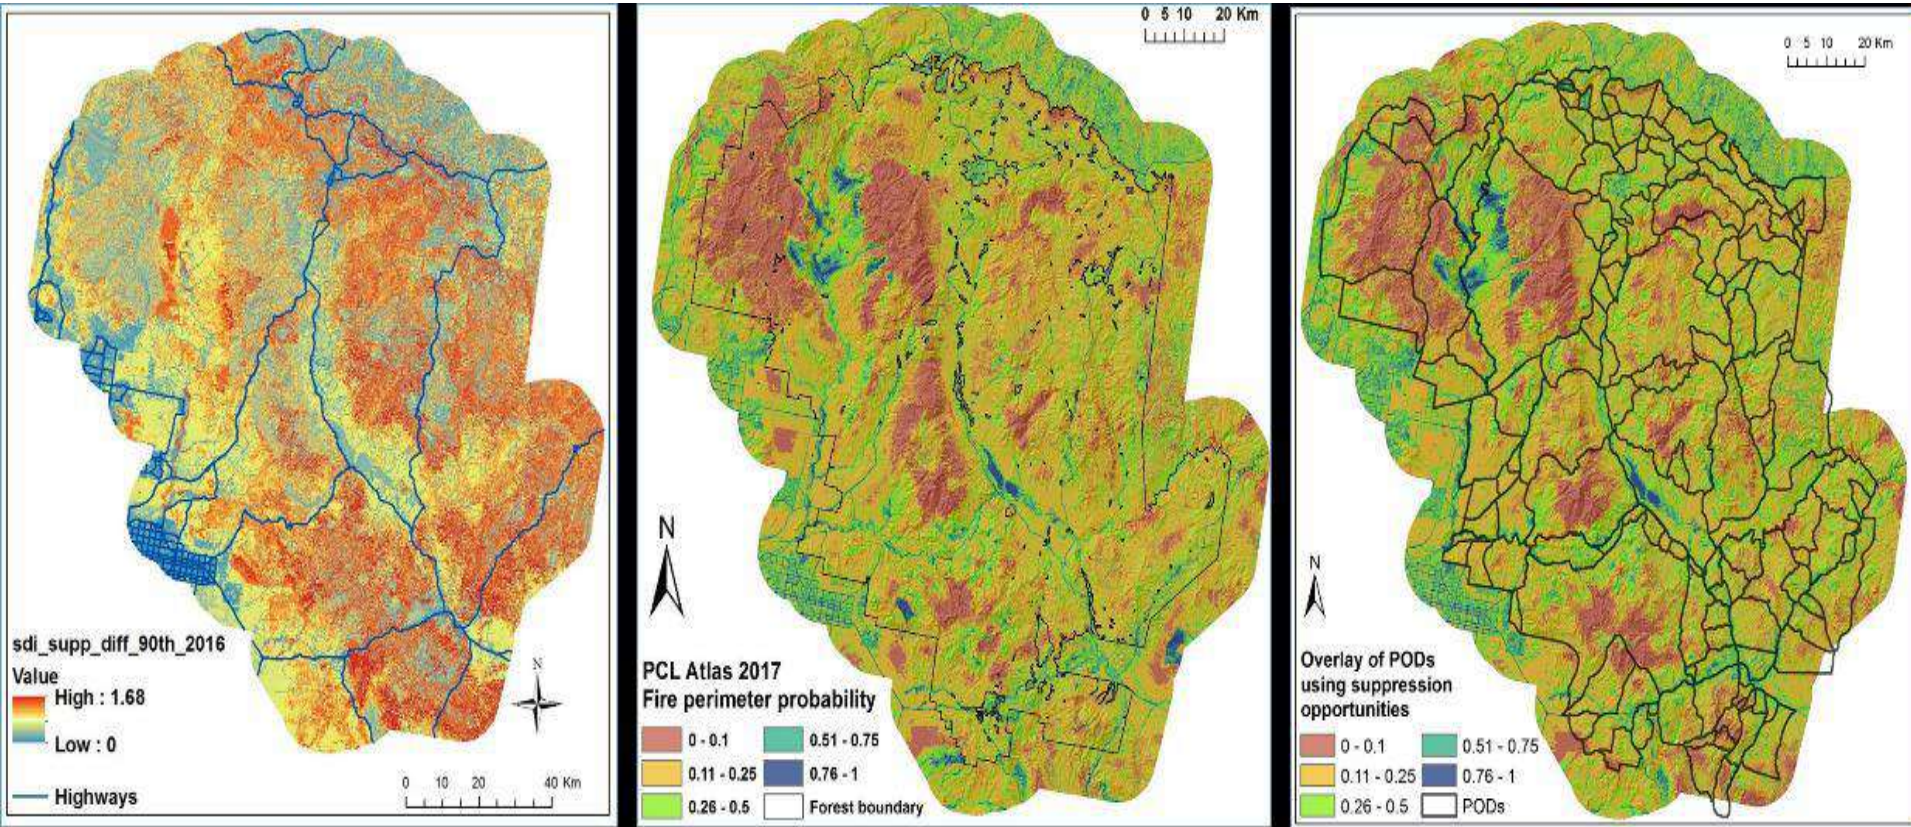 sdi_supp_diff_90th_2016
Value
High : 1.68
Low : 0
Highways
N
0 10 20 40 Km
0 5 10 20 Km
N
PCL Atlas 2017
Fire perimeter probability
0 - 0.1
0.51 - 0.75
0.11 - 0.25
0.76 - 1
0.26 - 0.5
Forest boundary
0 5 10 20 Km
N
Overlay of PODs
using suppression
opportunities
0 - 0.1
0.51 - 0.75
0.11 - 0.25
0.76 - 1
0.26 - 0.5
PODs